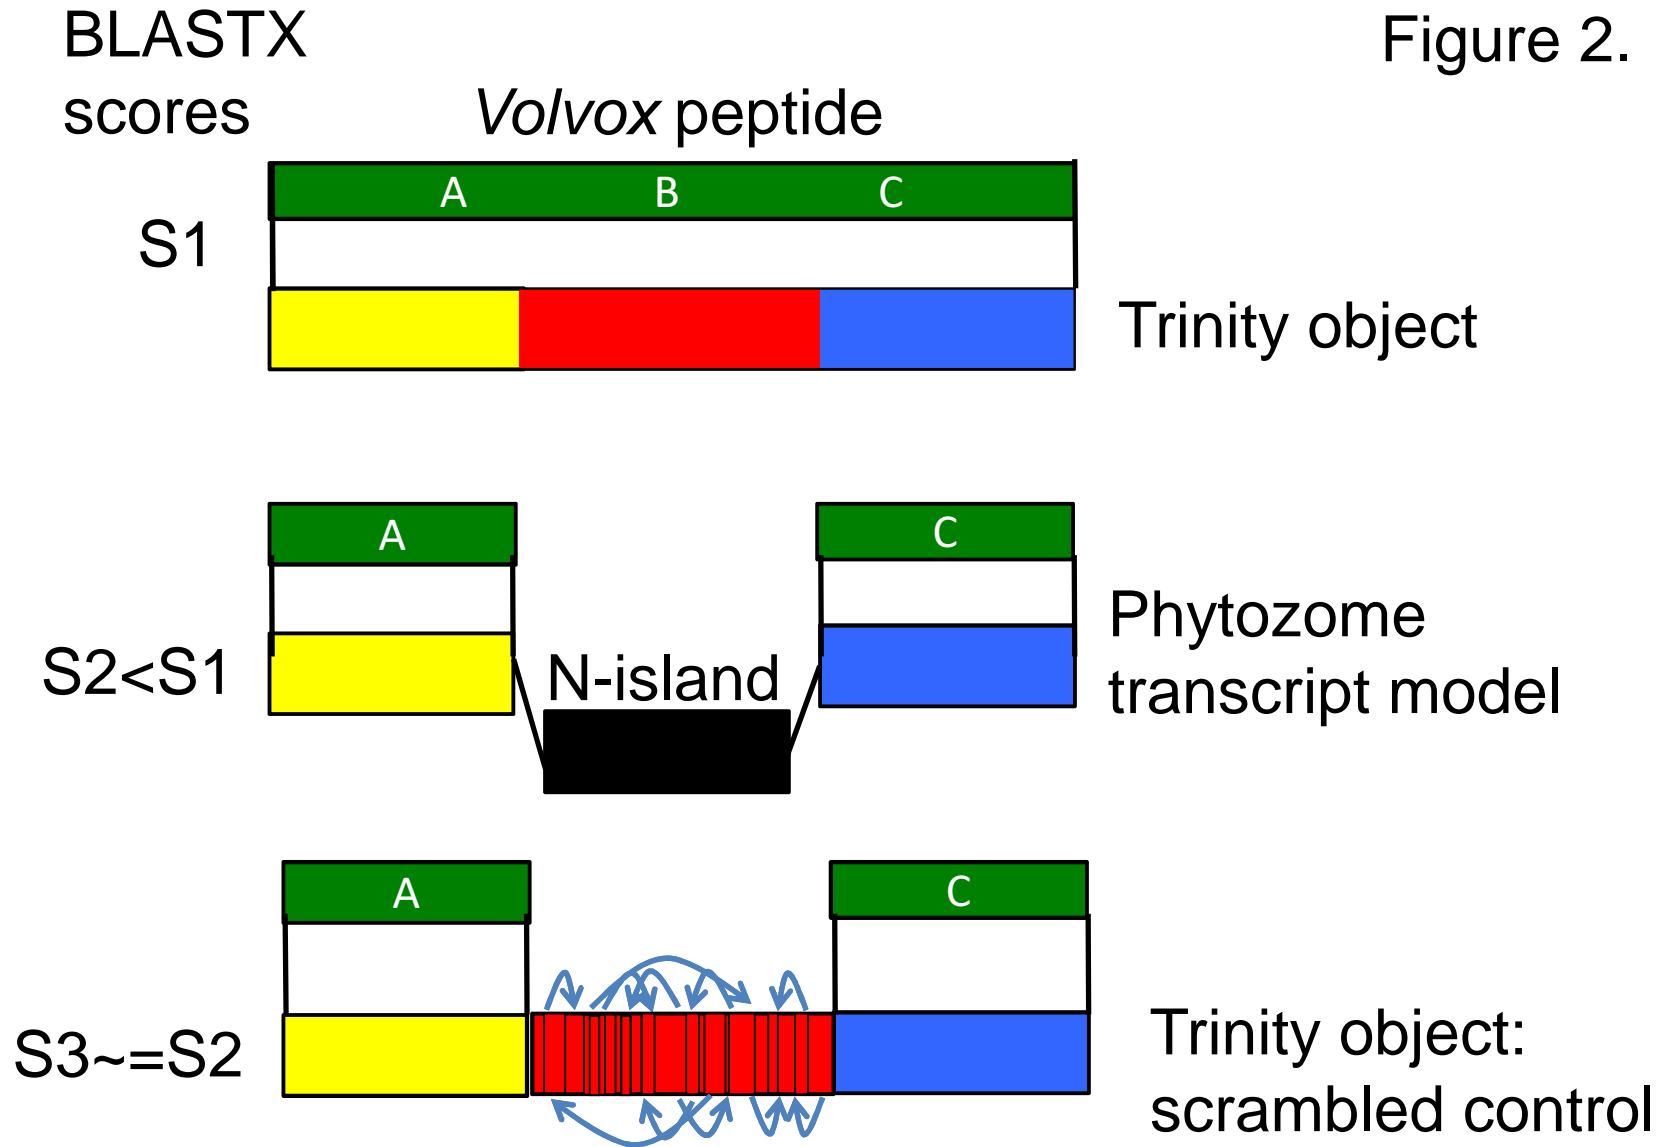 BLASTX
scores
Figure 2.
Volvox peptide
A B C
S1
Trinity object
A C
S2<S1
N-island
Phytozome
transcript model
A C
S3~=S2
Trinity object:
scrambled control